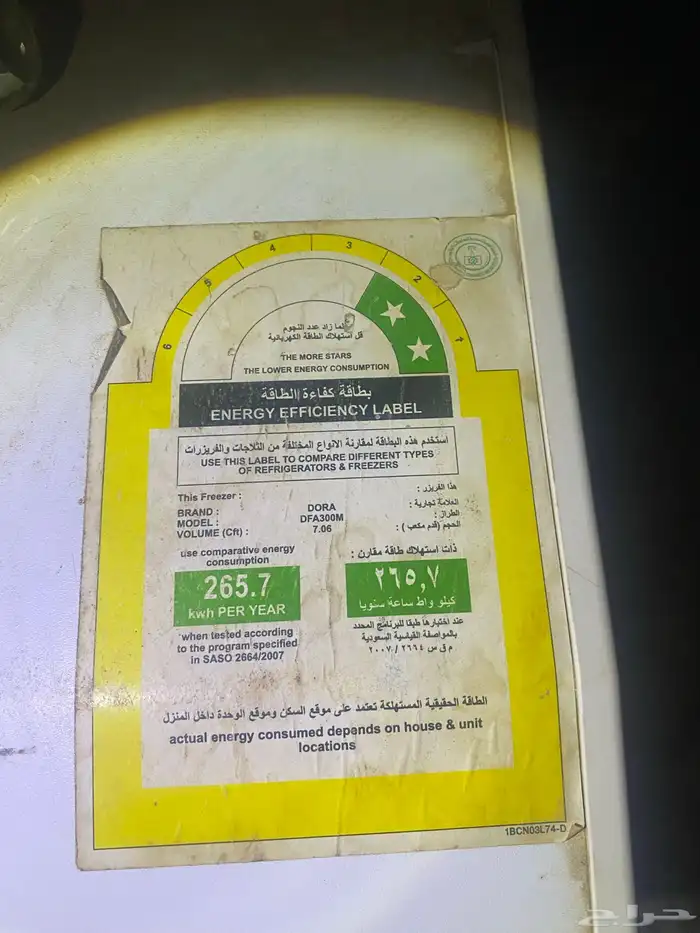 6 5 4 3 2 1
لما زاد عدد النجوم
قل استهلاك الطاقة الكهربائية
THE MORE STARS
THE LOWER ENERGY CONSUMPTION
بطاقة كفاءة الطاقة
ENERGY EFFICIENCY LABEL
استخدم هذه البطاقة لمقارنة الانواع المختلفة من الثلاجات والفريزرات
USE THIS LABEL TO COMPARE DIFFERENT TYPES
OF REFRIGERATORS & FREEZERS
This Freezer : هذا الفريزر :
BRAND : DORA العلامة تجارية :
MODEL : DFA300M الطراز :
VOLUME (Cft) : 7.06 الحجم (قدم مكعب) :
use comparative energy
consumption
265.7
kwh PER YEAR
when tested according
to the program specified
in SASO 2664/2007
ذات استهلاك طاقة مقارن :
٢٦٥,٧
كيلو واط ساعة سنويا
عند اختبارها طبقا للبرنامج المحدد
بالمواصفة القياسية السعودية
م ق س ٢٦٦٤ / ٢٠٠٧
الطاقة الحقيقية المستهلكة تعتمد على موقع السكن وموقع الوحدة داخل المنزل
actual energy consumed depends on house & unit
locations
1BCN03L74-D
حراج